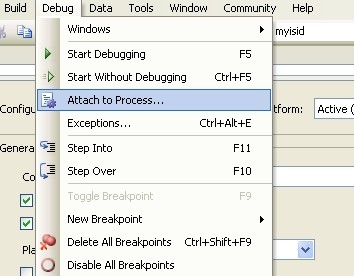 Build Debug Data Tools Window Community Help
Windows
myisid
Start Debugging F5
Start Without Debugging Ctrl+F5
Attach to Process...
Configu
tform: Active (
Exceptions... Ctrl+Alt+E
Genera
Step Into F11
Co
Step Over F10
Toggle Breakpoint F9
New Breakpoint
Delete All Breakpoints Ctrl+Shift+F9
Pla
Disable All Breakpoints